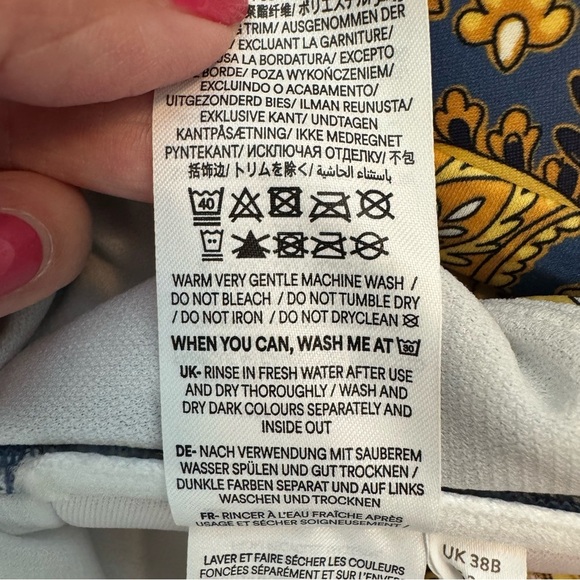 聚酯纤维/
TRIM/ AUSGENOMMEN DER
/ EXCLUANT LA GARNITURE/
USA LA BORDATURA/ EXCEPTO
BORDE/ POZA WYKOŃCZENIEM/
EXCLUINDO O ACABAMENTO/
UITGEZONDERD BIES/ ILMAN REUNUSTA/
EXKLUSIVE KANT/ UNDTAGEN
KANTPÅSÆTNING/ IKKE MEDREGNET
PYNTEKANT/ ИСКЛЮЧАЯ ОТДЕЛКУ/ 不包
括饰边/ トリムを除く/ باستثناء الحاشية/
40
WARM VERY GENTLE MACHINE WASH /
DO NOT BLEACH / DO NOT TUMBLE DRY
/ DO NOT IRON / DO NOT DRYCLEAN
WHEN YOU CAN, WASH ME AT 30
UK- RINSE IN FRESH WATER AFTER USE
AND DRY THOROUGHLY / WASH AND
DRY DARK COLOURS SEPARATELY AND
INSIDE OUT
DE- NACH VERWENDUNG MIT SAUBEREM
WASSER SPÜLEN UND GUT TROCKNEN /
DUNKLE FARBEN SEPARAT UND AUF LINKS
WASCHEN UND TROCKNEN
FR- RINCER À L'EAU FRAÎCHE APRÈS
USAGE ET SÉCHER SOIGNEUSEMENT /
LAVER ET FAIRE SÉCHER LES COULEURS
FONCÉES SÉPARÉMENT ET À L'ENVERS
UK 38B